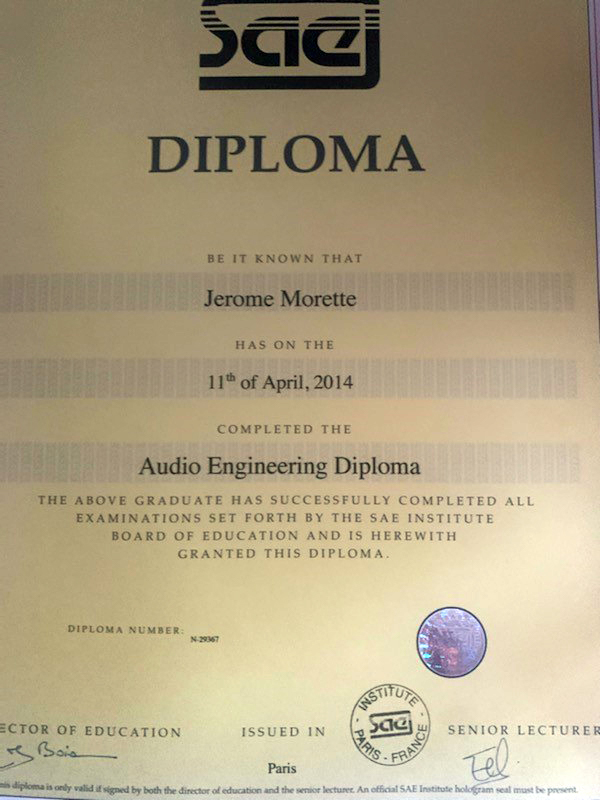 sae
DIPLOMA
BE IT KNOWN THAT
Jerome Morette
HAS ON THE
11th of April, 2014
COMPLETED THE
Audio Engineering Diploma
THE ABOVE GRADUATE HAS SUCCESSFULLY COMPLETED ALL
EXAMINATIONS SET FORTH BY THE SAE INSTITUTE
BOARD OF EDUCATION AND IS HEREWITH
GRANTED THIS DIPLOMA.
DIPLOMA NUMBER: N-29367
ECTOR OF EDUCATION
ISSUED IN
Paris
INSTITUTE
sae
PARIS - FRANCE
SENIOR LECTURER
his diploma is only valid if signed by both the director of education and the senior lecturer. An official SAE Institute hologram seal must be present.